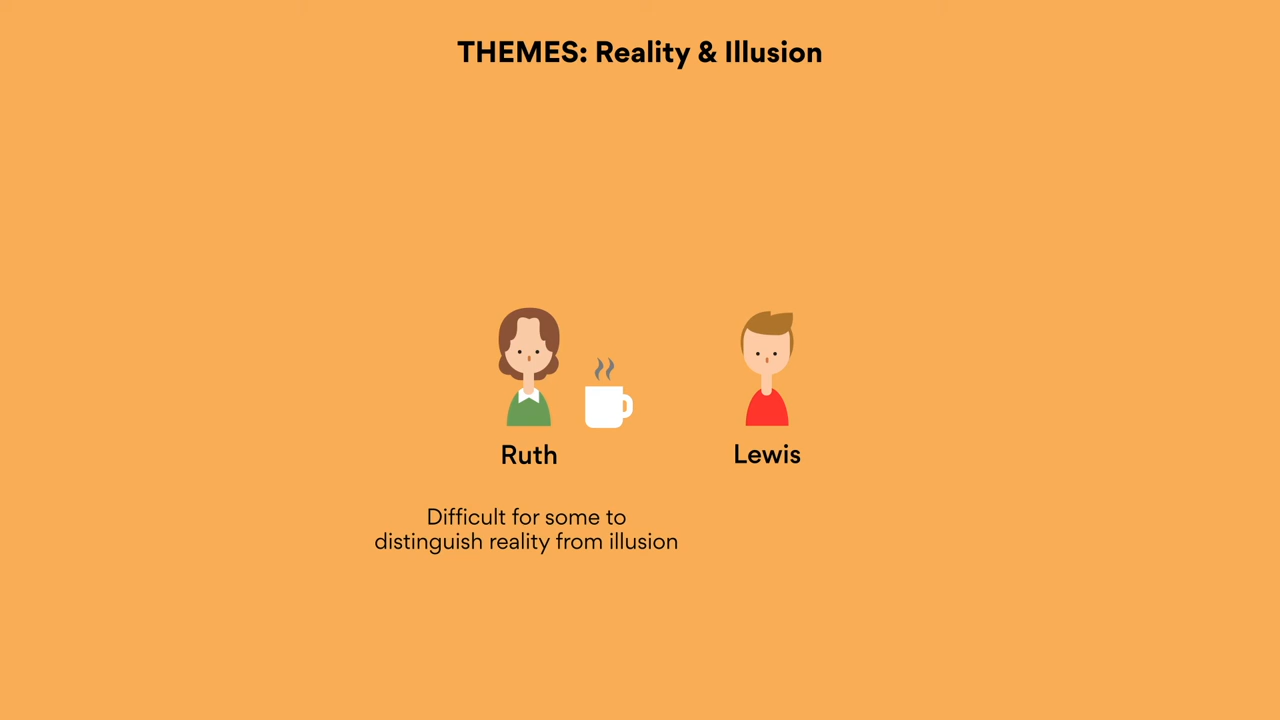 THEMES: Reality & Illusion
Ruth
Lewis
Difficult for some to
distinguish reality from illusion